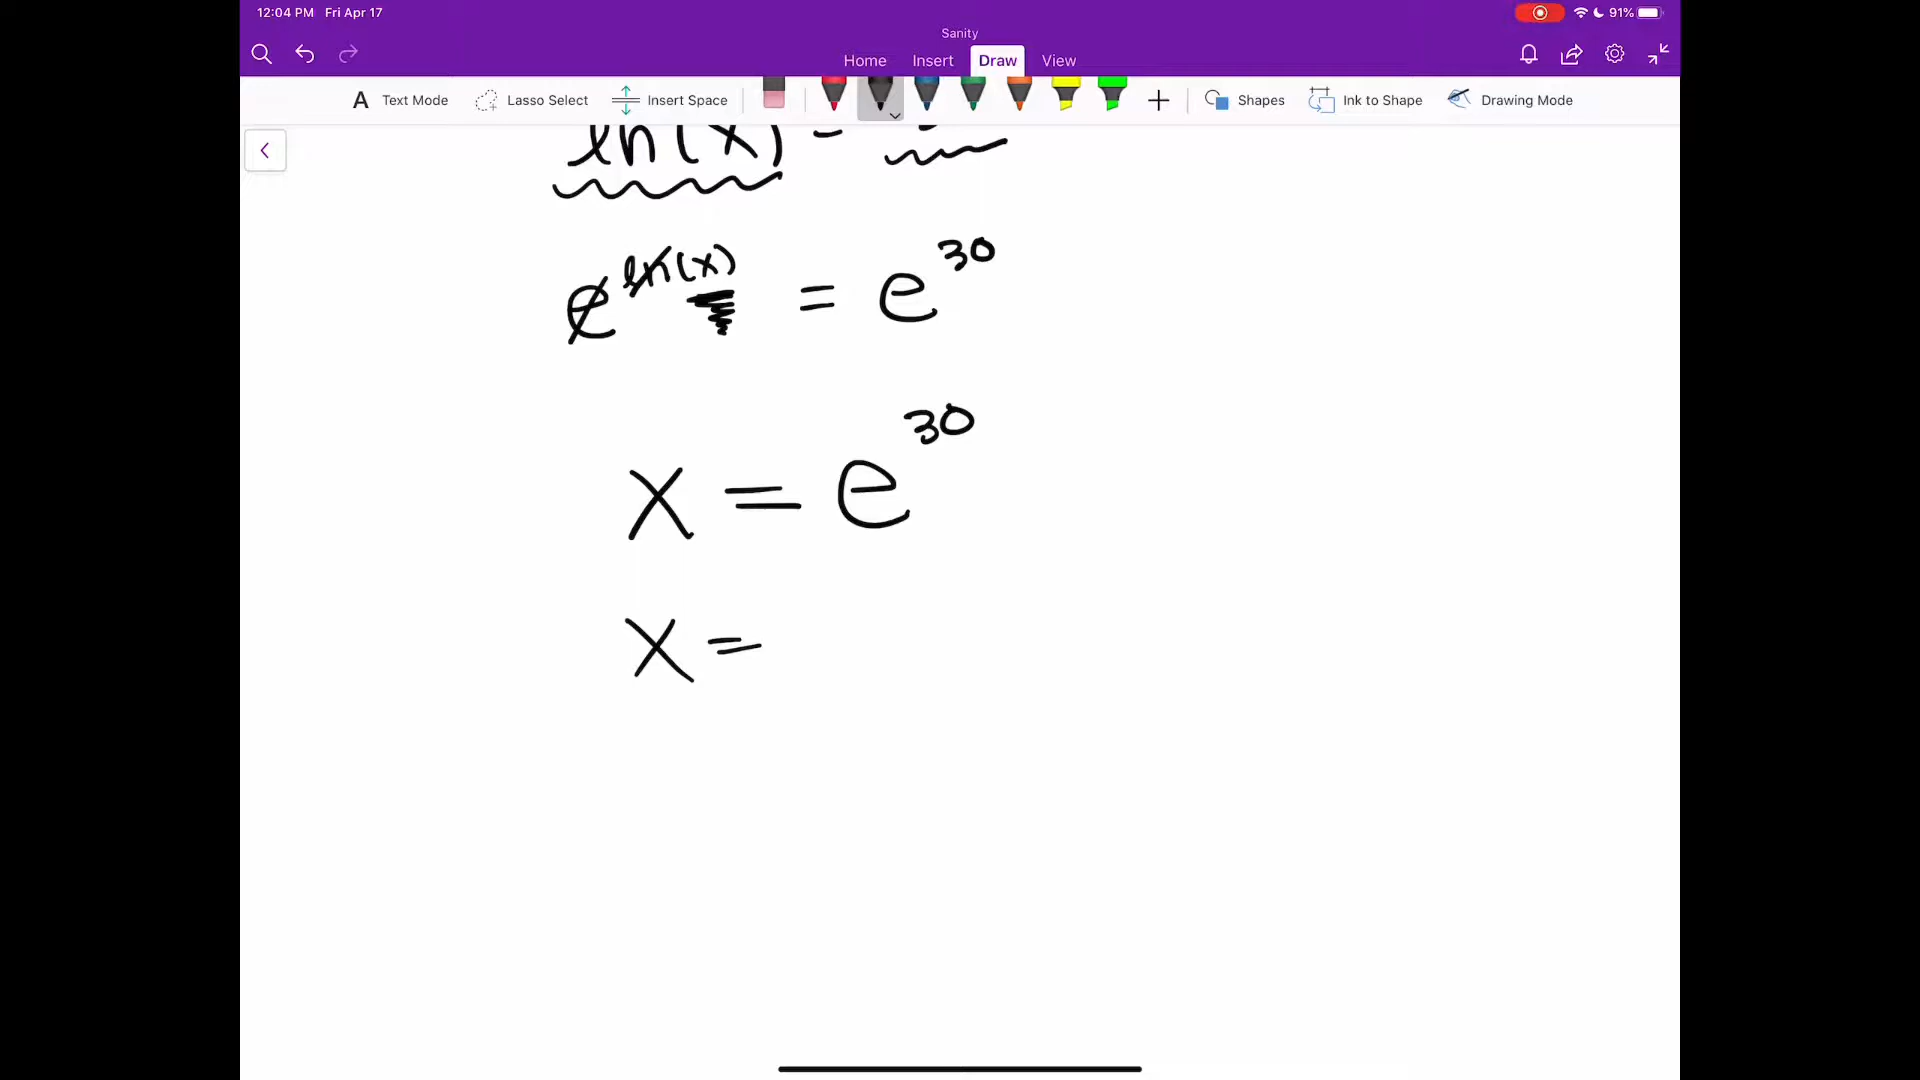 12:04 PM Fri Apr 17
91%
Sanity
Home Insert Draw View
A Text Mode Lasso Select Insert Space Shapes Ink to Shape Drawing Mode
ln(x) =
e^ln(x) = e^30
x = e^30
x =